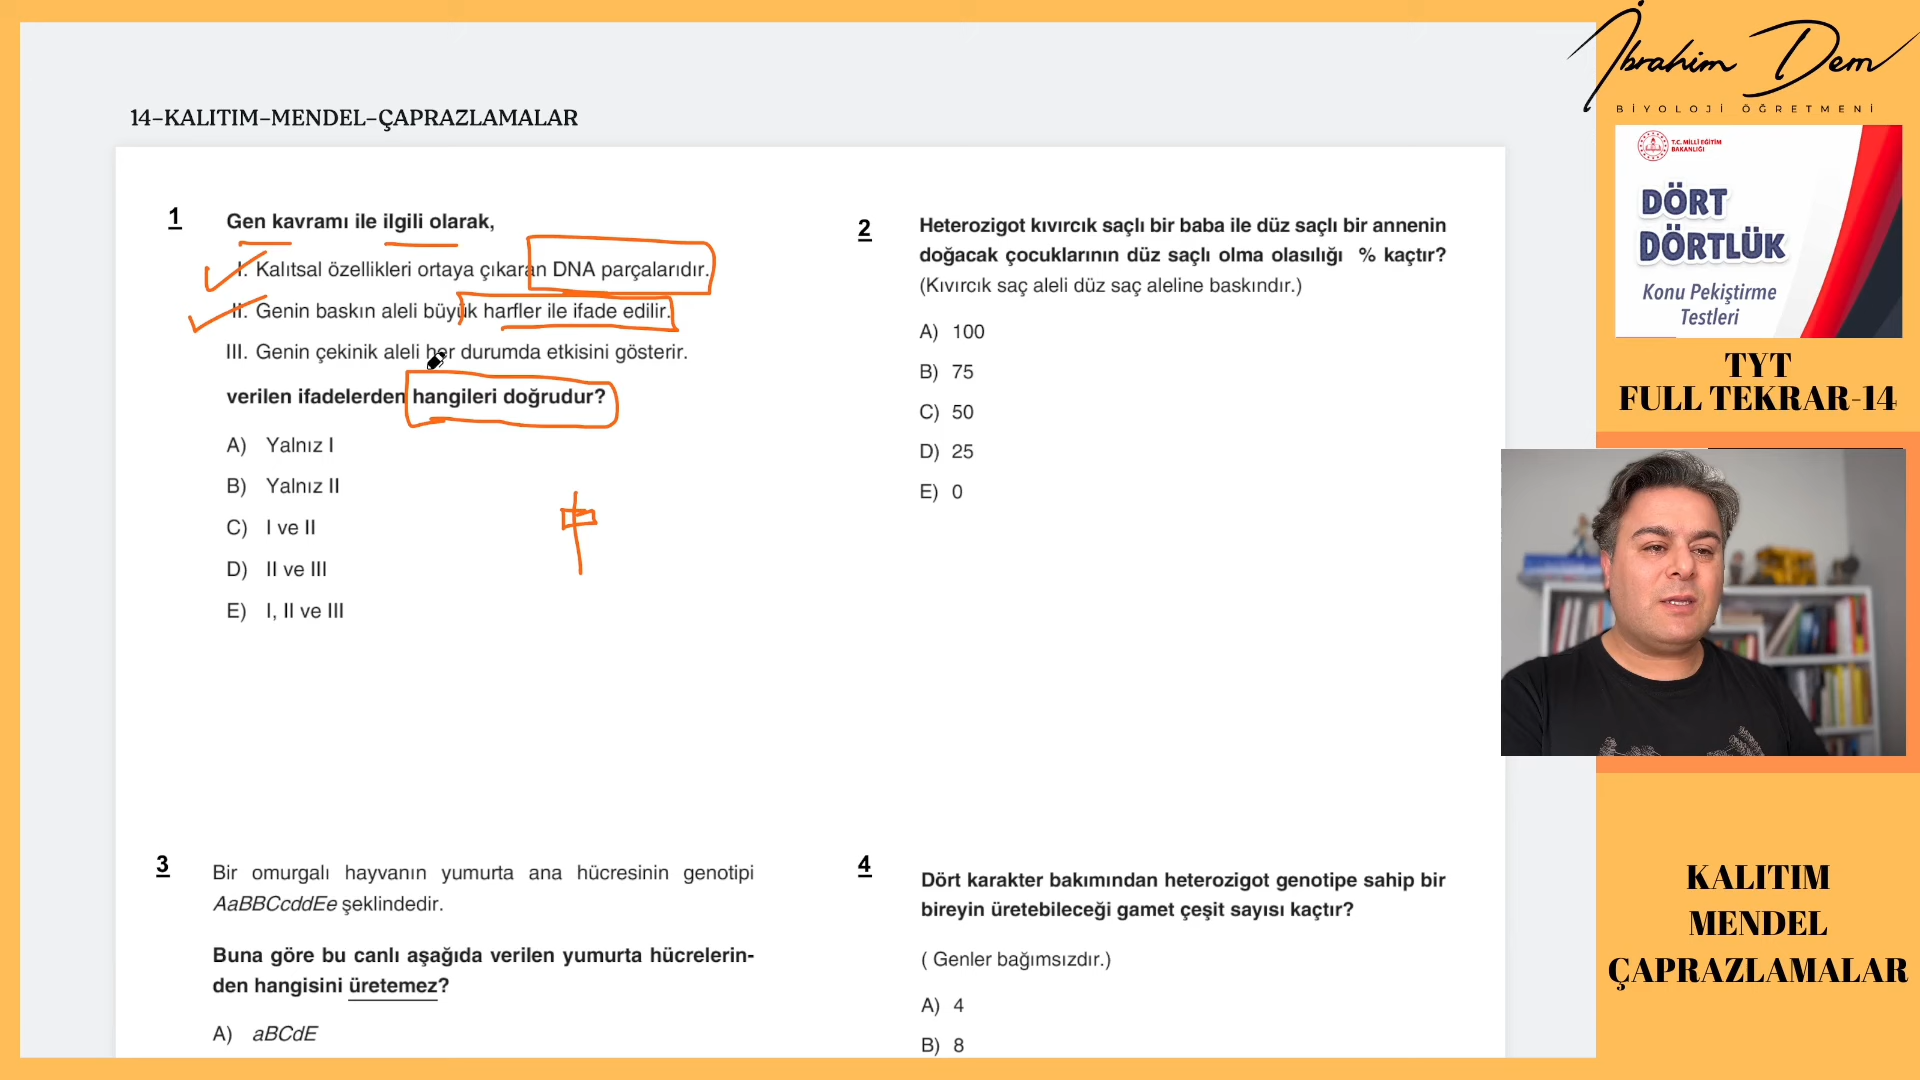 İbrahim Dem
BİYOLOJİ ÖĞRETMENİ
14-KALITIM-MENDEL-ÇAPRAZLAMALAR
1
Gen kavramı ile ilgili olarak,
I. Kalıtsal özellikleri ortaya çıkaran DNA parçalarıdır.
II. Genin baskın aleli büyük harfler ile ifade edilir.
III. Genin çekinik aleli her durumda etkisini gösterir.
verilen ifadelerden hangileri doğrudur?
A) Yalnız I
B) Yalnız II
C) I ve II
D) II ve III
E) I, II ve III
2
Heterozigot kıvırcık saçlı bir baba ile düz saçlı bir annenin
doğacak çocuklarının düz saçlı olma olasılığı % kaçtır?
(Kıvırcık saç aleli düz saç aleline baskındır.)
A) 100
B) 75
C) 50
D) 25
E) 0
3
Bir omurgalı hayvanın yumurta ana hücresinin genotipi
AaBBCcddEe şeklindedir.
Buna göre bu canlı aşağıda verilen yumurta hücrelerin-
den hangisini üretemez?
A) aBCdE
4
Dört karakter bakımından heterozigot genotipe sahip bir
bireyin üretebileceği gamet çeşit sayısı kaçtır?
( Genler bağımsızdır.)
A) 4
B) 8
T.C. MİLLÎ EĞİTİM
BAKANLIĞI
DÖRT
DÖRTLÜK
Konu Pekiştirme
Testleri
TYT
FULL TEKRAR-14
KALITIM
MENDEL
ÇAPRAZLAMALAR